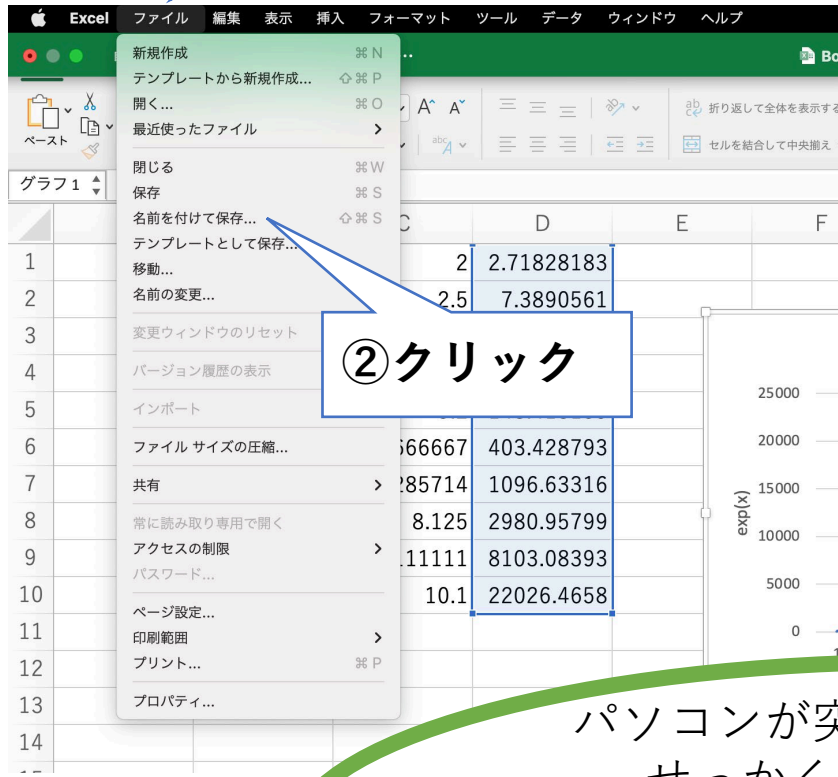 Excel ファイル 編集 表示 挿入 フォーマット ツール データ ウィンドウ ヘルプ
新規作成 ⌘ N
テンプレートから新規作成... ⇧⌘ P
開く... ⌘ O
最近使ったファイル >
閉じる ⌘ W
保存 ⌘ S
名前を付けて保存... ⇧⌘ S
テンプレートとして保存...
移動...
名前の変更...
変更ウィンドウのリセット
バージョン履歴の表示
インポート
ファイル サイズの圧縮...
共有 >
常に読み取り専用で開く
アクセスの制限 >
パスワード...
ページ設定...
印刷範囲 >
プリント... ⌘ P
プロパティ...
②クリック
Bo
ペースト
A^ A˅
ab 折り返して全体を表示する
abc A
セルを結合して中央揃え
グラフ 1
C D E F
1 2 2.71828183
2 2.5 7.3890561
3
4
5
6 666667 403.428793
7 285714 1096.63316
8 8.125 2980.95799
9 .11111 8103.08393
10 10.1 22026.4658
11
12
13
14
exp(x)
25000
20000
15000
10000
5000
0
1
パソコンが突
せっかく